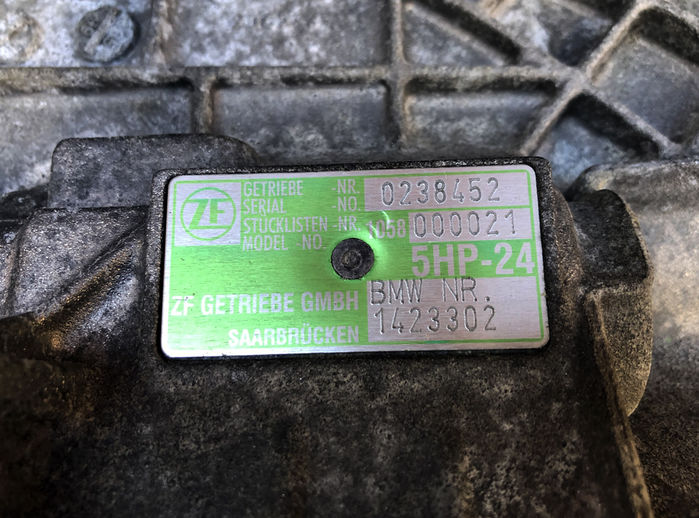 ZF
GETRIEBE -NR. 0238452
SERIAL NO.
STÜCKLISTEN-NR. 1058 000021
MODEL NO.
5HP-24
ZF GETRIEBE GMBH BMW NR.
SAARBRÜCKEN 1423302